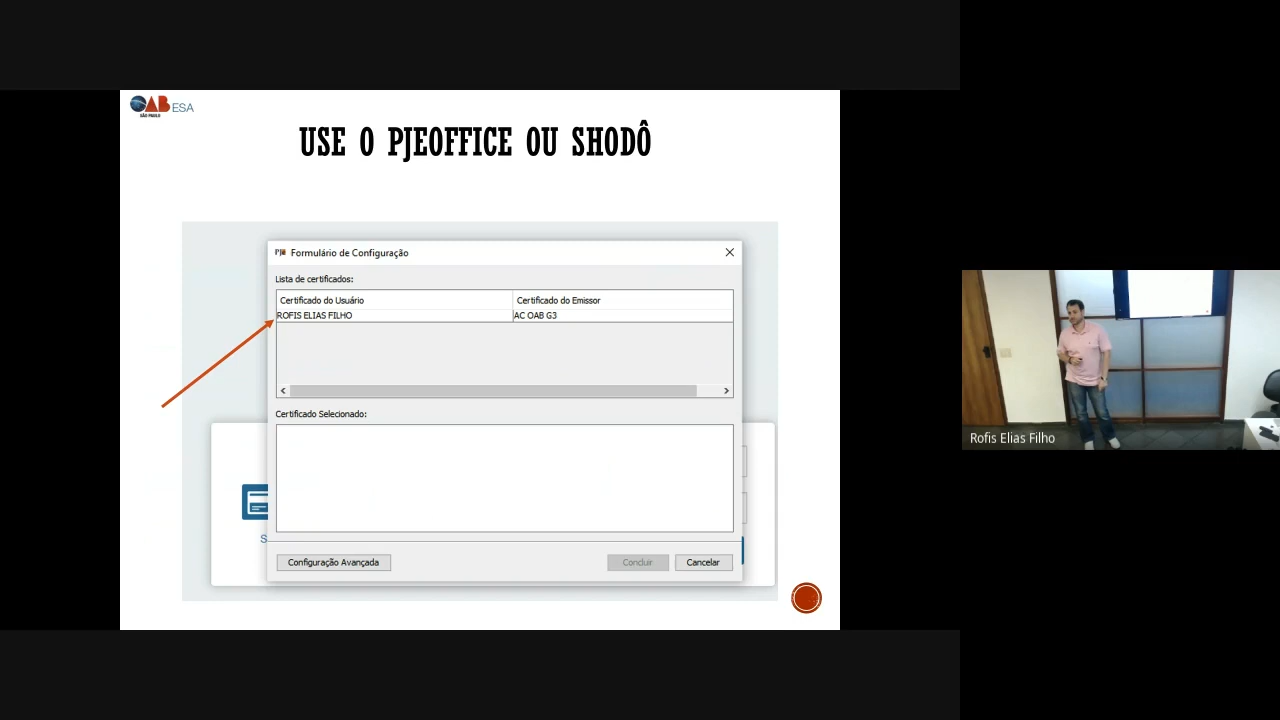 OAB ESA
SÃO PAULO
USE O PJEOFFICE OU SHODÔ
PJe Formulário de Configuração
Lista de certificados:
Certificado do Usuário Certificado do Emissor
ROFIS ELIAS FILHO AC OAB G3
Certificado Selecionado:
S
Configuração Avançada Concluir Cancelar
Rofis Elias Filho